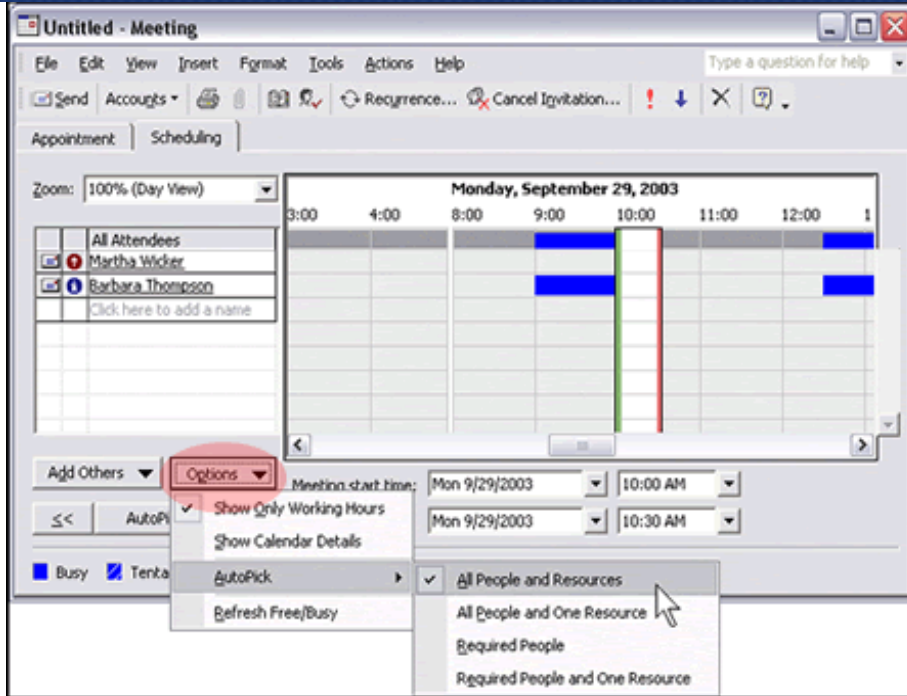 Untitled - Meeting
File Edit View Insert Format Tools Actions Help Type a question for help
Send Accounts Recurrence... Cancel Invitation...
Appointment Scheduling
Zoom: 100% (Day View) Monday, September 29, 2003
3:00 4:00 8:00 9:00 10:00 11:00 12:00 1
All Attendees
Martha Wicker
Barbara Thompson
Click here to add a name
Add Others Options Meeting start time: Mon 9/29/2003 10:00 AM
<< AutoPi Show Only Working Hours Mon 9/29/2003 10:30 AM
Show Calendar Details
Busy Tenta AutoPick All People and Resources
Refresh Free/Busy All People and One Resource
Required People
Required People and One Resource